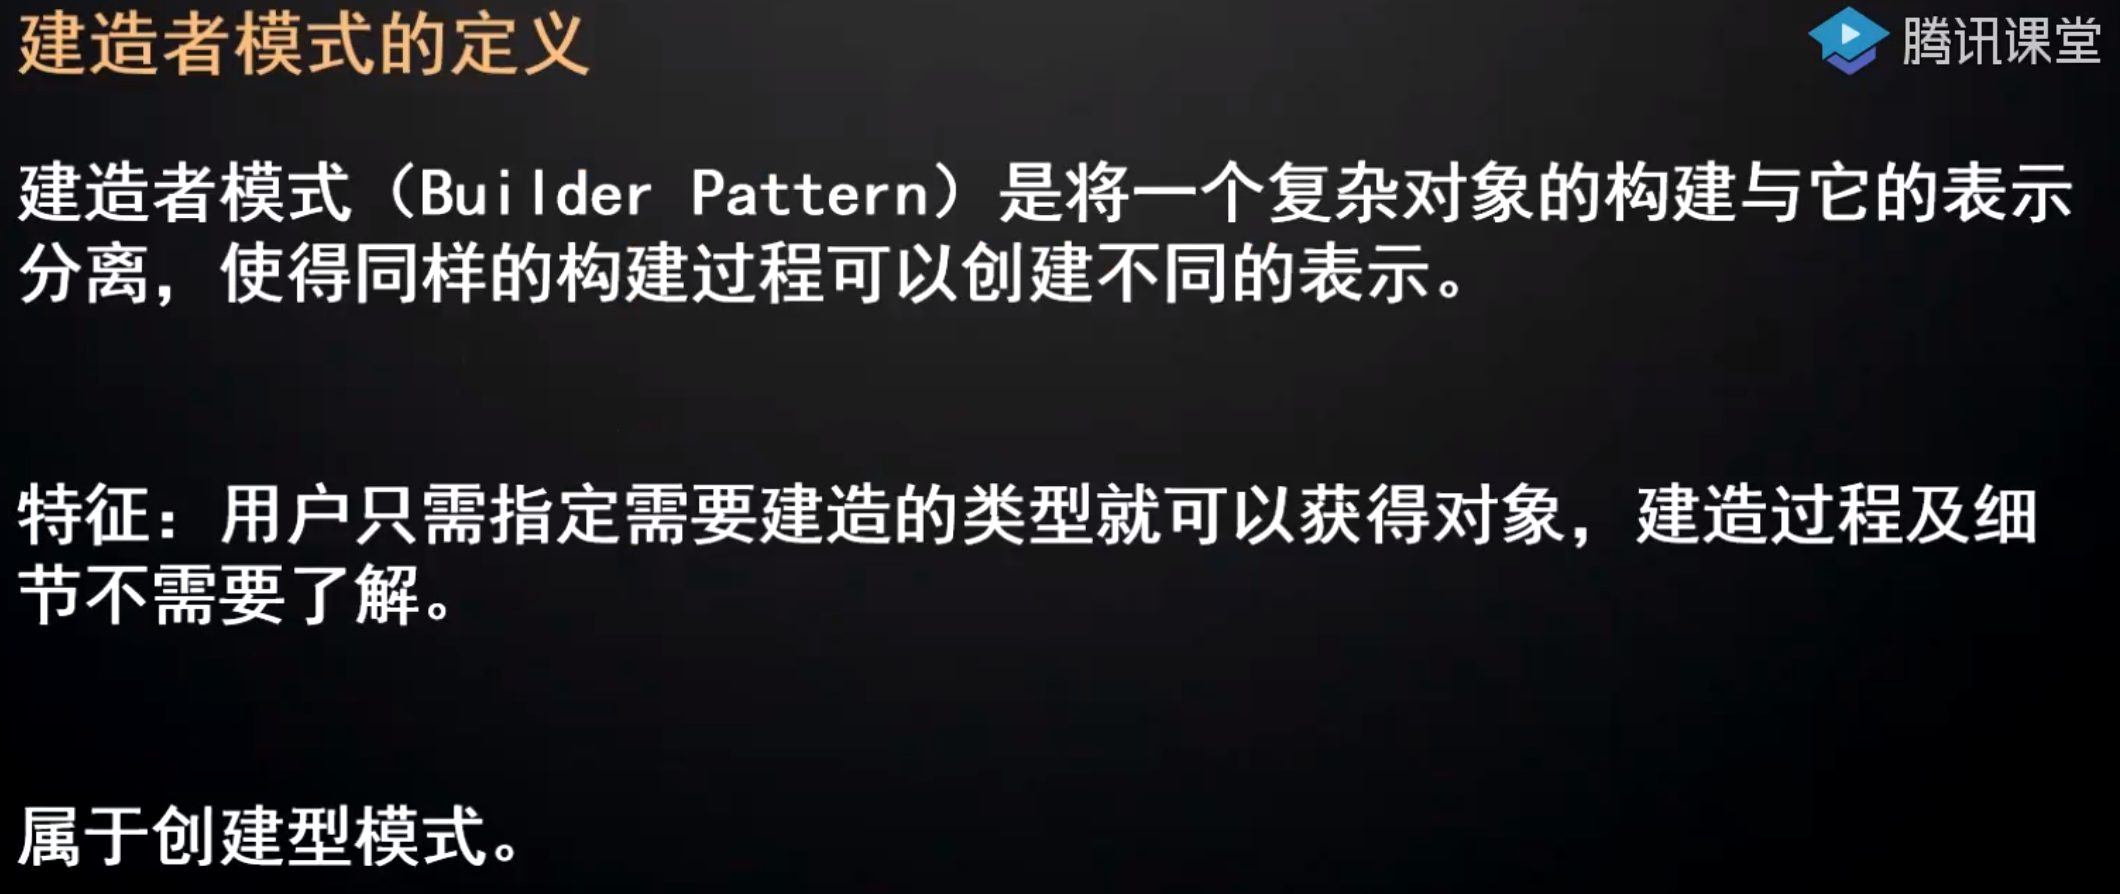 建造者模式的定义
腾讯课堂
建造者模式（Builder Pattern）是将一个复杂对象的构建与它的表示
分离，使得同样的构建过程可以创建不同的表示。
特征：用户只需指定需要建造的类型就可以获得对象，建造过程及细
节不需要了解。
属于创建型模式。